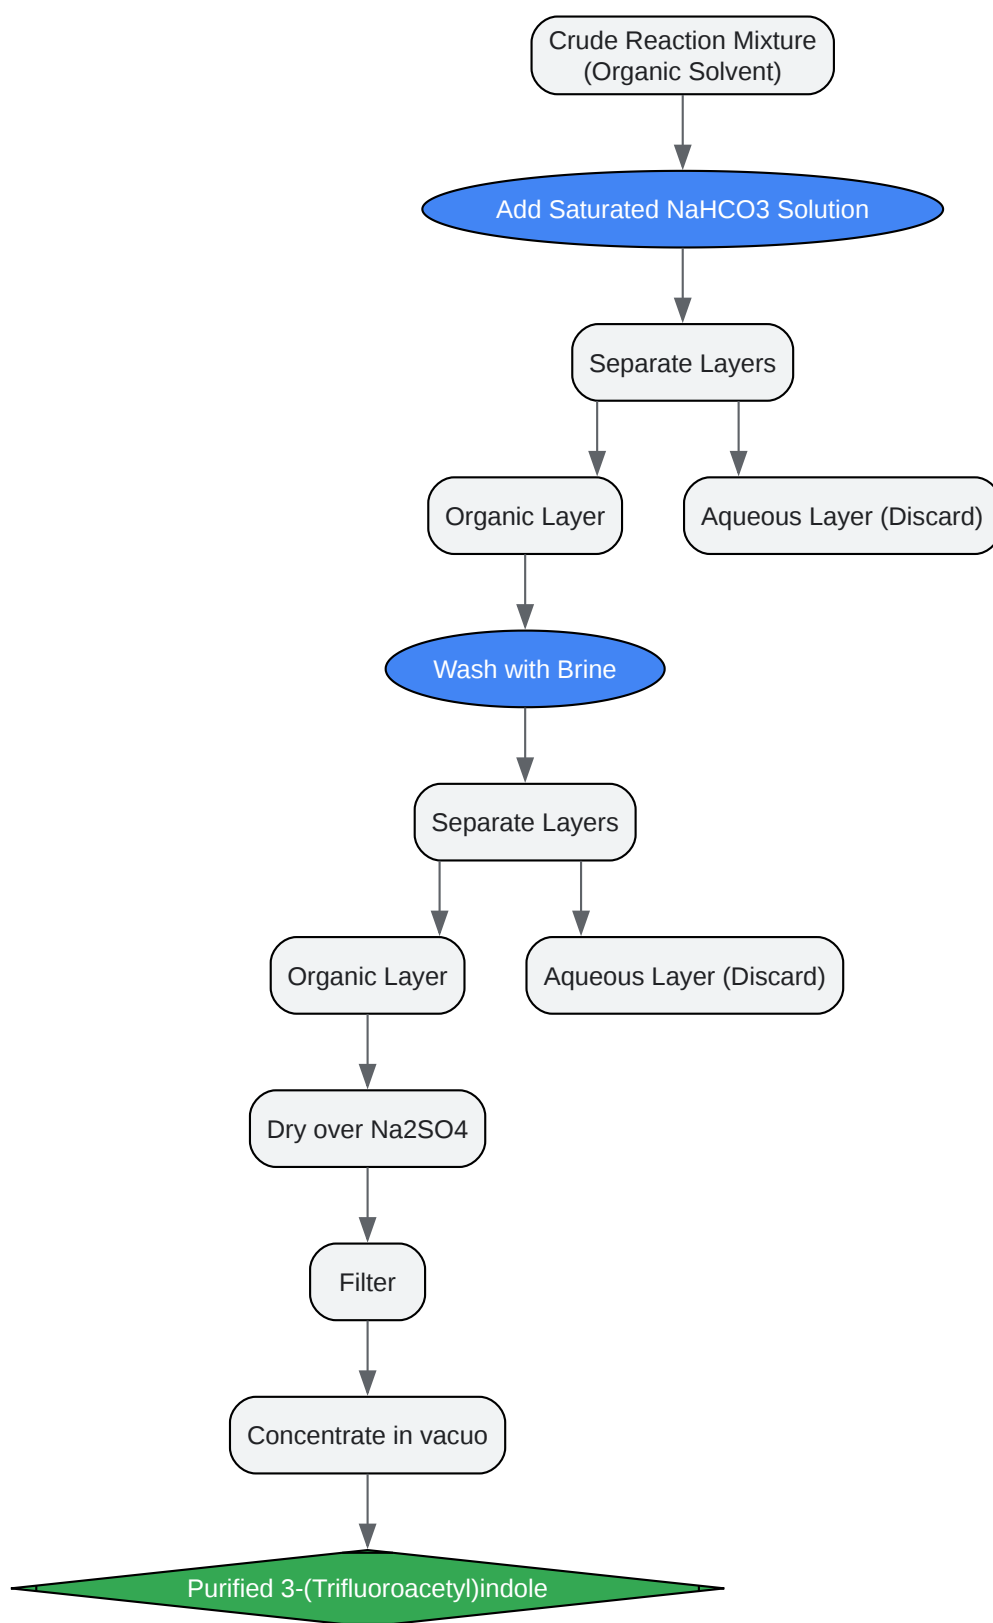 Crude Reaction Mixture
(Organic Solvent)
Add Saturated NaHCO3 Solution
Separate Layers
Organic Layer
Aqueous Layer (Discard)
Wash with Brine
Separate Layers
Organic Layer
Aqueous Layer (Discard)
Dry over Na2SO4
Filter
Concentrate in vacuo
Purified 3-(Trifluoroacetyl)indole